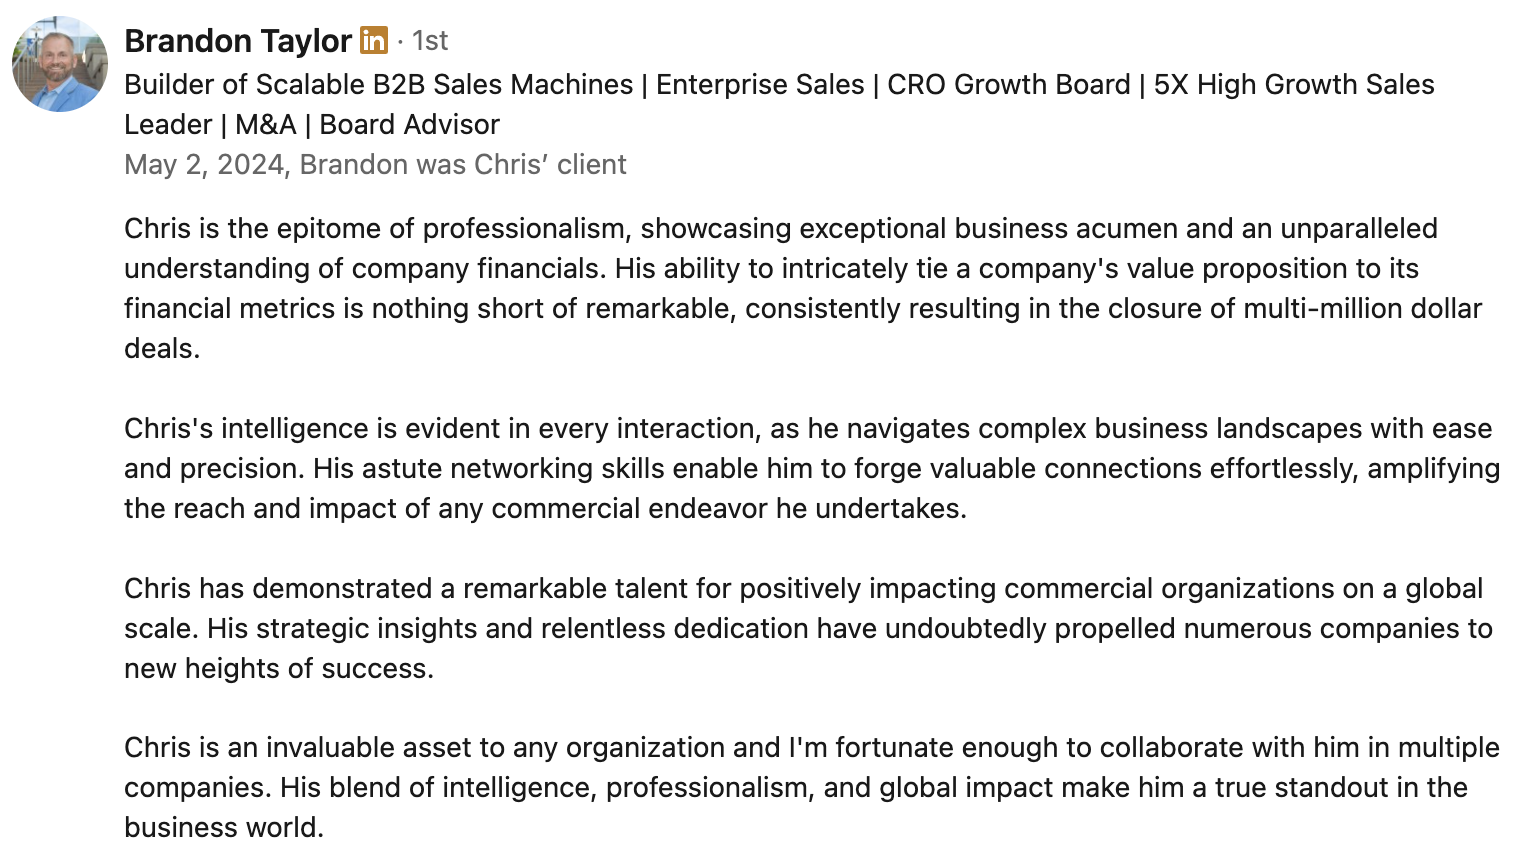 Brandon Taylor in · 1st
Builder of Scalable B2B Sales Machines | Enterprise Sales | CRO Growth Board | 5X High Growth Sales
Leader | M&A | Board Advisor
May 2, 2024, Brandon was Chris’ client
Chris is the epitome of professionalism, showcasing exceptional business acumen and an unparalleled
understanding of company financials. His ability to intricately tie a company's value proposition to its
financial metrics is nothing short of remarkable, consistently resulting in the closure of multi-million dollar
deals.
Chris's intelligence is evident in every interaction, as he navigates complex business landscapes with ease
and precision. His astute networking skills enable him to forge valuable connections effortlessly, amplifying
the reach and impact of any commercial endeavor he undertakes.
Chris has demonstrated a remarkable talent for positively impacting commercial organizations on a global
scale. His strategic insights and relentless dedication have undoubtedly propelled numerous companies to
new heights of success.
Chris is an invaluable asset to any organization and I'm fortunate enough to collaborate with him in multiple
companies. His blend of intelligence, professionalism, and global impact make him a true standout in the
business world.